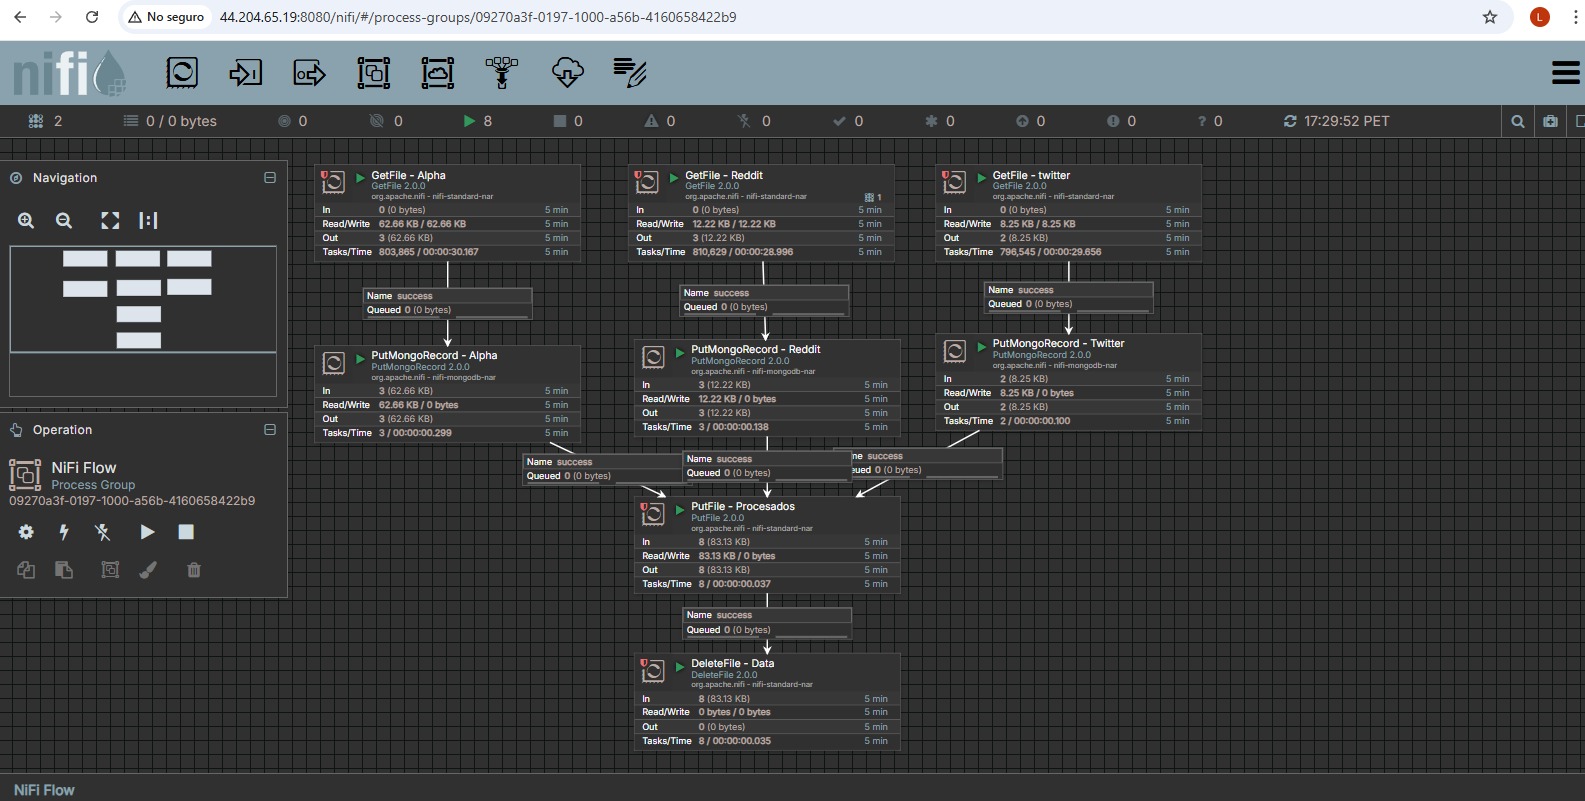 No seguro
44.204.65.19:8080/nifi/#/process-groups/09270a3f-0197-1000-a56b-4160658422b9
L
nifi
2
0 / 0 bytes
0
0
8
0
0
0
0
0
0
0
? 0
17:29:52 PET
Navigation
Operation
NiFi Flow
Process Group
09270a3f-0197-1000-a56b-4160658422b9
GetFile - Alpha
GetFile 2.0.0
org.apache.nifi - nifi-standard-nar
In 0 (0 bytes) 5 min
Read/Write 62.66 KB / 62.66 KB 5 min
Out 3 (62.66 KB) 5 min
Tasks/Time 803,865 / 00:00:30.167 5 min
GetFile - Reddit
GetFile 2.0.0
org.apache.nifi - nifi-standard-nar
1
In 0 (0 bytes) 5 min
Read/Write 12.22 KB / 12.22 KB 5 min
Out 3 (12.22 KB) 5 min
Tasks/Time 810,629 / 00:00:28.996 5 min
GetFile - twitter
GetFile 2.0.0
org.apache.nifi - nifi-standard-nar
In 0 (0 bytes) 5 min
Read/Write 8.25 KB / 8.25 KB 5 min
Out 2 (8.25 KB) 5 min
Tasks/Time 796,545 / 00:00:29.656 5 min
Name success
Queued 0 (0 bytes)
Name success
Queued 0 (0 bytes)
Name success
Queued 0 (0 bytes)
PutMongoRecord - Alpha
PutMongoRecord 2.0.0
org.apache.nifi - nifi-mongodb-nar
In 3 (62.66 KB) 5 min
Read/Write 62.66 KB / 0 bytes 5 min
Out 3 (62.66 KB) 5 min
Tasks/Time 3 / 00:00:00.299 5 min
PutMongoRecord - Reddit
PutMongoRecord 2.0.0
org.apache.nifi - nifi-mongodb-nar
In 3 (12.22 KB) 5 min
Read/Write 12.22 KB / 0 bytes 5 min
Out 3 (12.22 KB) 5 min
Tasks/Time 3 / 00:00:00.138 5 min
PutMongoRecord - Twitter
PutMongoRecord 2.0.0
org.apache.nifi - nifi-mongodb-nar
In 2 (8.25 KB) 5 min
Read/Write 8.25 KB / 0 bytes 5 min
Out 2 (8.25 KB) 5 min
Tasks/Time 2 / 00:00:00.100 5 min
Name success
Queued 0 (0 bytes)
Name success
Queued 0 (0 bytes)
me success
eued 0 (0 bytes)
PutFile - Procesados
PutFile 2.0.0
org.apache.nifi - nifi-standard-nar
In 8 (83.13 KB) 5 min
Read/Write 83.13 KB / 0 bytes 5 min
Out 8 (83.13 KB) 5 min
Tasks/Time 8 / 00:00:00.037 5 min
Name success
Queued 0 (0 bytes)
DeleteFile - Data
DeleteFile 2.0.0
org.apache.nifi - nifi-standard-nar
In 8 (83.13 KB) 5 min
Read/Write 0 bytes / 0 bytes 5 min
Out 0 (0 bytes) 5 min
Tasks/Time 8 / 00:00:00.035 5 min
NiFi Flow